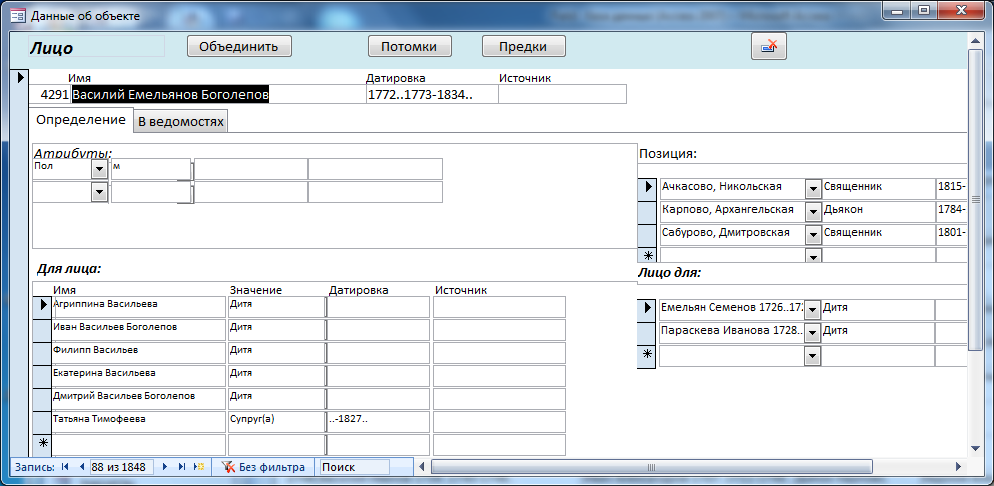 Данные об объекте
Лицо Объединить Потомки Предки
Имя Датировка Источник
4291 Василий Емельянов Боголепов 1772..1773-1834..
Определение В ведомостях
Атрибуты: Позиция:
Пол м
Ачкасово, Никольская Священник 1815-
Карпово, Архангельская Дьякон 1784-
Сабурово, Дмитровская Священник 1801-
Для лица: Лицо для:
Имя Значение Датировка Источник
Агриппина Васильева Дитя Емельян Семенов 1726..172 Дитя
Иван Васильев Боголепов Дитя Параскева Иванова 1728.. Дитя
Филипп Васильев Дитя
Екатерина Васильева Дитя
Дмитрий Васильев Боголепов Дитя
Татьяна Тимофеева Супруг(а) ..-1827..
Запись: 88 из 1848 Без фильтра Поиск